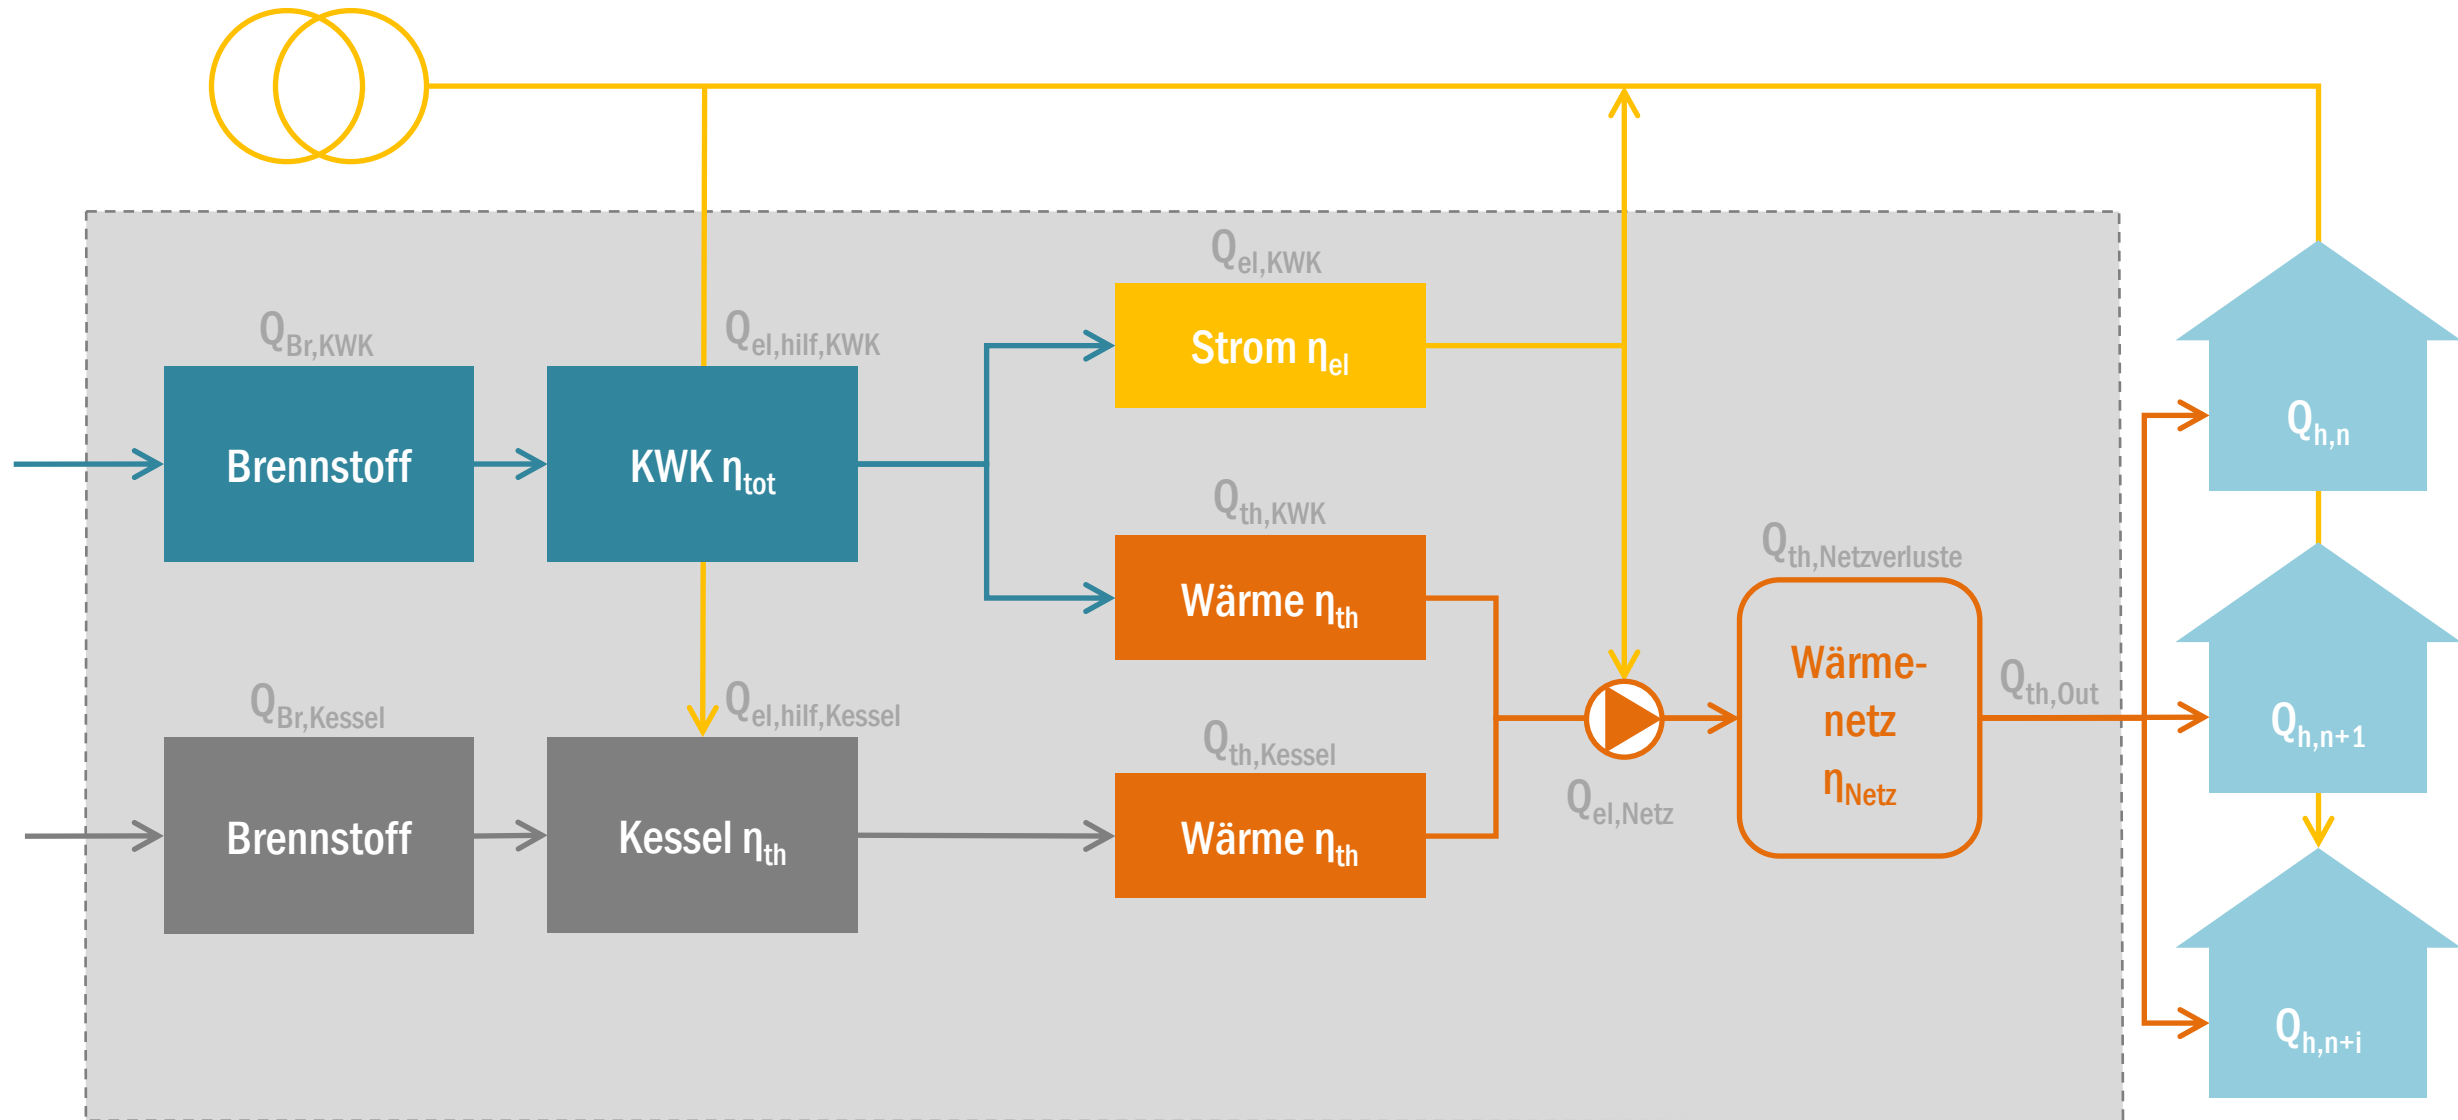 Q_el,KWK
Q_Br,KWK
Q_el,hilf,KWK
Strom η_el
Brennstoff
KWK η_tot
Q_h,n
Q_th,KWK
Q_th,Netzverluste
Wärme η_th
Wärme-
netz
η_Netz
Q_th,Out
Q_h,n+1
Q_Br,Kessel
Q_el,hilf,Kessel
Q_th,Kessel
Q_el,Netz
Brennstoff
Kessel η_th
Wärme η_th
Q_h,n+i